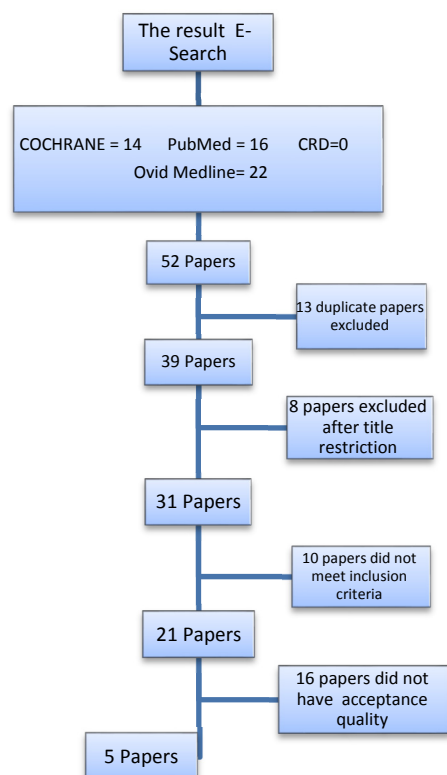 The result E-
Search
COCHRANE = 14 PubMed = 16 CRD=0
Ovid Medline= 22
52 Papers
13 duplicate papers
excluded
39 Papers
8 papers excluded
after title
restriction
31 Papers
10 papers did not
meet inclusion
criteria
21 Papers
16 papers did not
have acceptance
quality
5 Papers